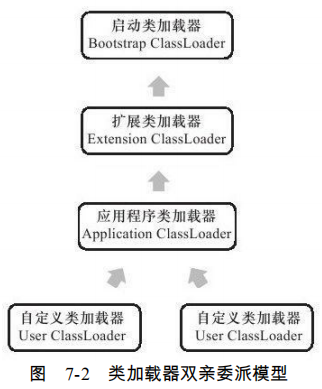 启动类加载器
Bootstrap ClassLoader
扩展类加载器
Extension ClassLoader
应用程序类加载器
Application ClassLoader
自定义类加载器
User ClassLoader
自定义类加载器
User ClassLoader
图 7-2 类加载器双亲委派模型